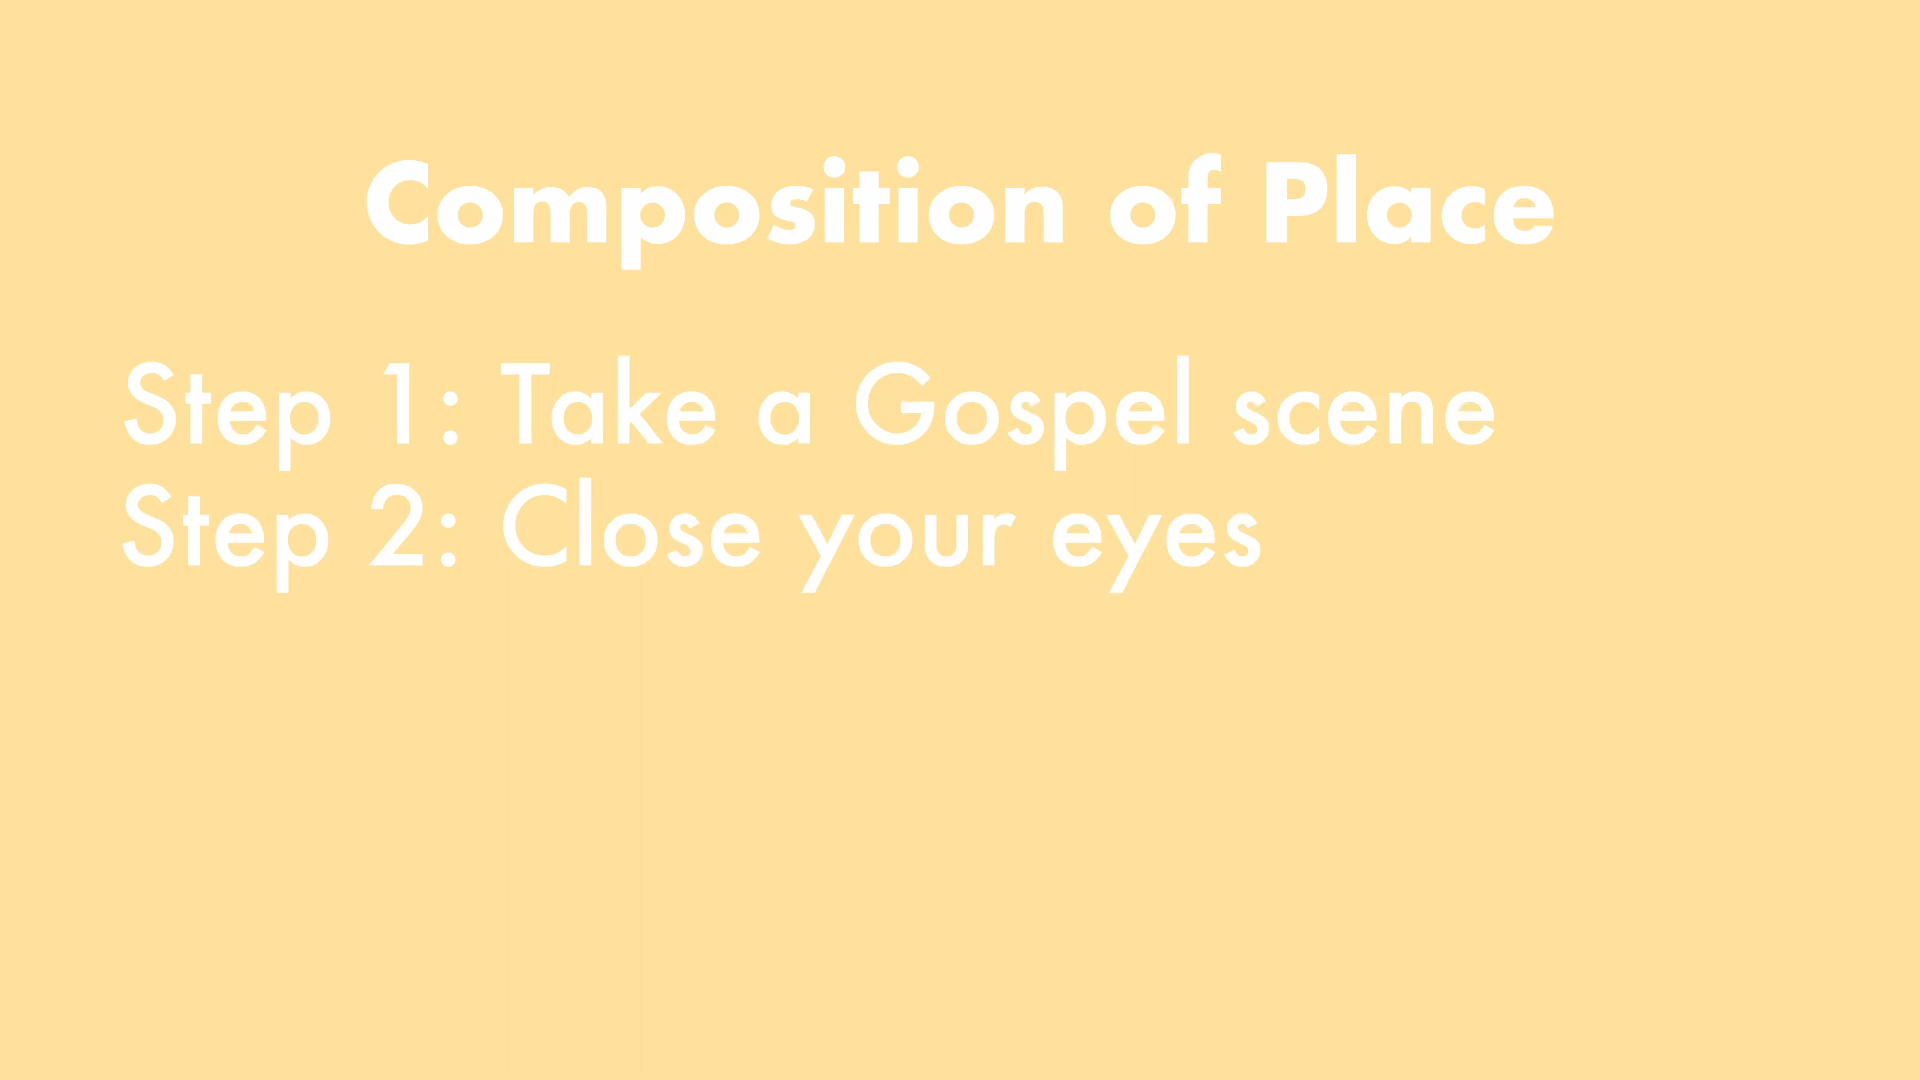 Composition of Place
Step 1: Take a Gospel scene
Step 2: Close your eyes